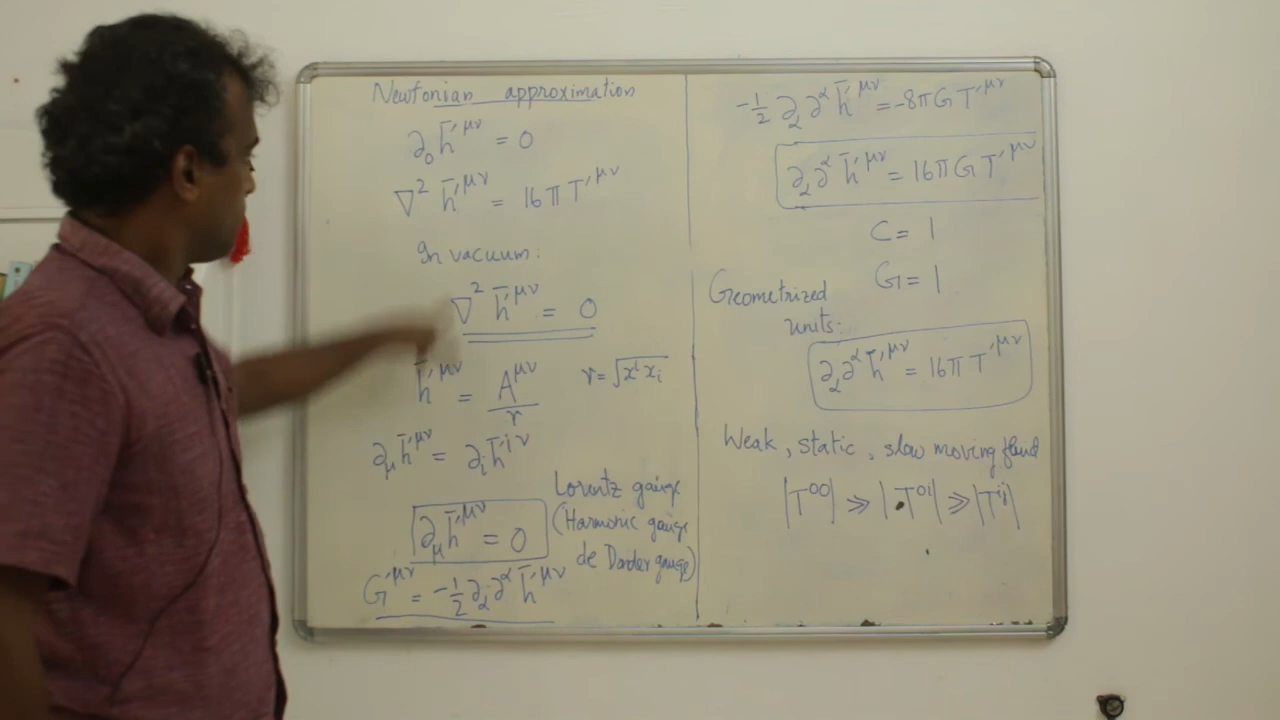 Newtonian approximation
∂₀ h̄'^μν = 0
∇² h̄'^μν = 16π T'^μν
In vacuum:
∇² h̄'^μν = 0
h̄'^μν = A^μν / r    r = √(xⁱxᵢ)
∂_μ h̄'^μν = ∂ᵢ h̄'^iν
∂_μ h̄'^μν = 0
Lorentz gauge
(Harmonic gauge
de Donder gauge)
G'^μν = -1/2 ∂_α ∂^α h̄'^μν
-1/2 ∂_α ∂^α h̄'^μν = -8πG T'^μν
∂_α ∂^α h̄'^μν = 16πG T'^μν
C = 1
G = 1
Geometrized
units:
∂_α ∂^α h̄'^μν = 16π T'^μν
Weak, static, slow moving fluid
|T^00| ≫ |T^0i| ≫ |T^ij|